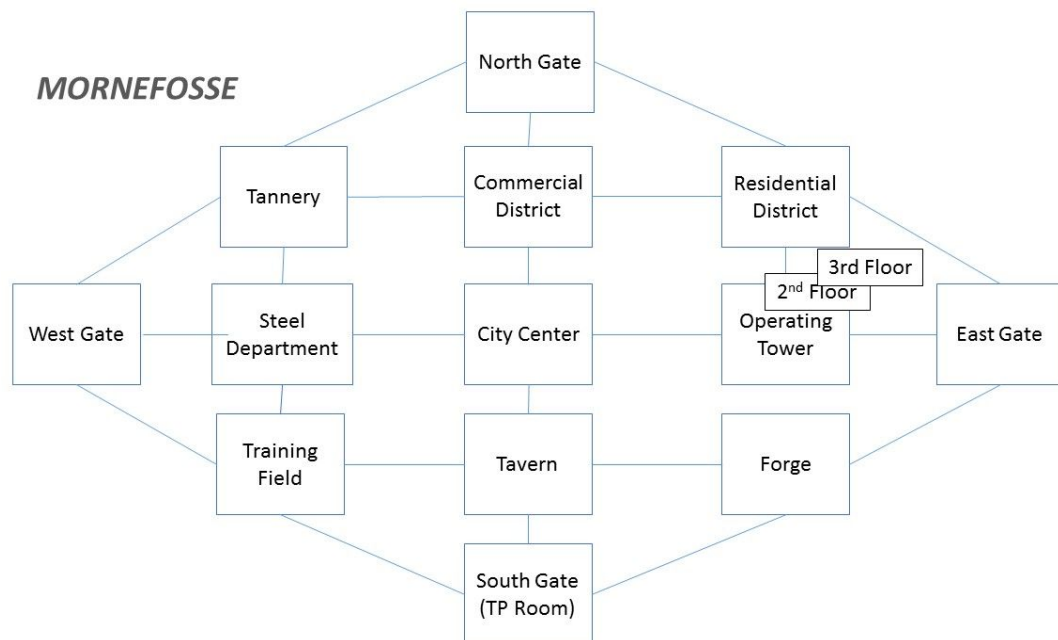 North Gate
MORNEFOSSE
Tannery
Commercial
District
Residential
District
3rd Floor
2nd Floor
West Gate
Steel
Department
City Center
Operating
Tower
East Gate
Training
Field
Tavern
Forge
South Gate
(TP Room)